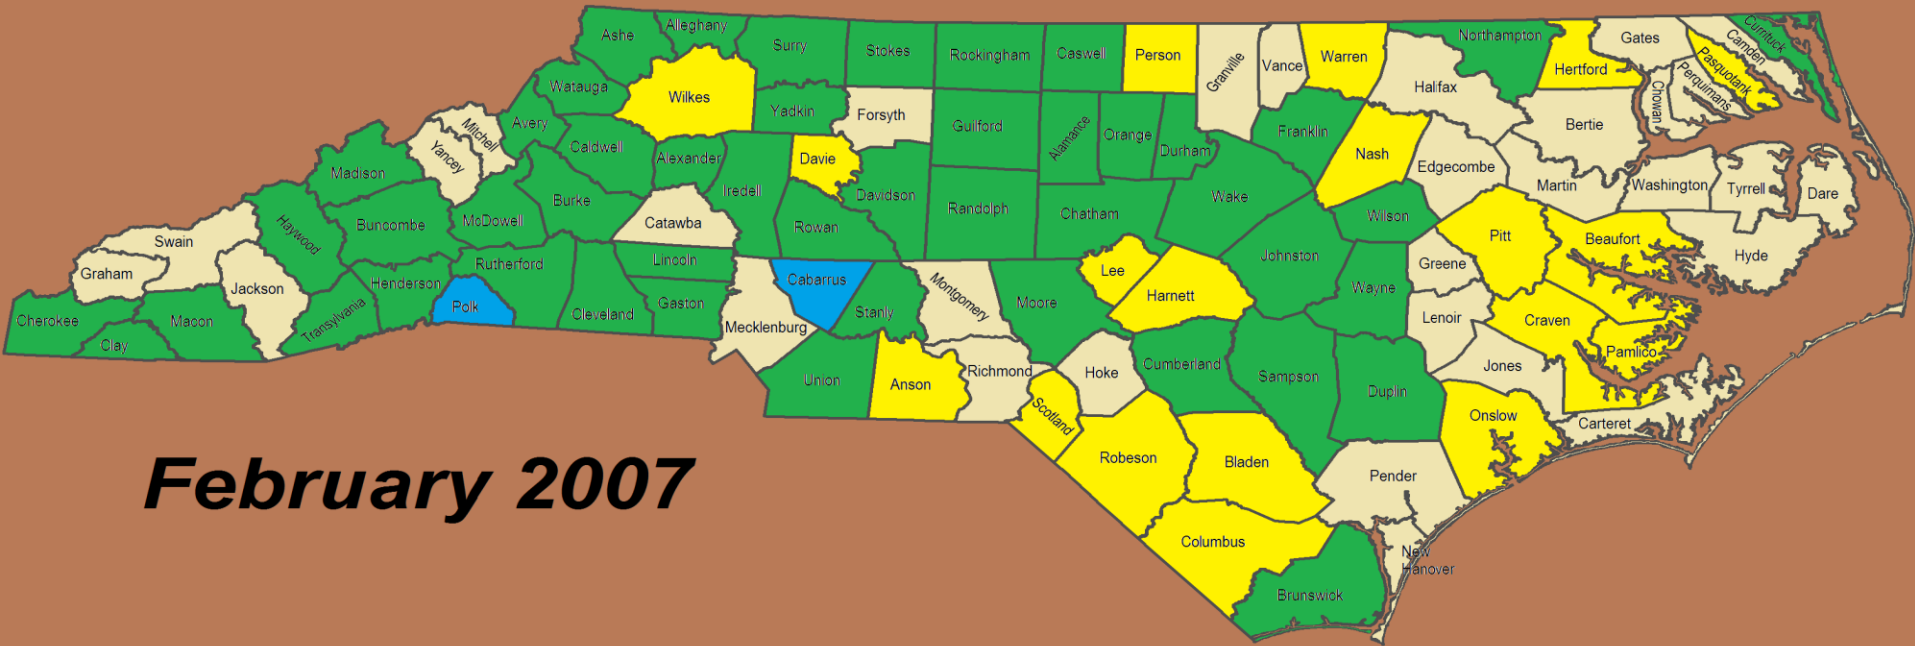 Ashe
Alleghany
Surry
Stokes
Rockingham
Caswell
Person
Granville
Vance
Warren
Northampton
Hertford
Gates
Camden
Currituck
Pasquotank
Perquimans
Chowan
Halifax
Bertie
Watauga
Wilkes
Yadkin
Forsyth
Guilford
Alamance
Orange
Durham
Franklin
Nash
Edgecombe
Martin
Washington
Tyrrell
Dare
Mitchell
Yancey
Avery
Caldwell
Alexander
Iredell
Davie
Davidson
Randolph
Chatham
Wake
Wilson
Pitt
Beaufort
Hyde
Madison
Haywood
Buncombe
McDowell
Burke
Catawba
Rowan
Johnston
Greene
Swain
Graham
Jackson
Henderson
Rutherford
Lincoln
Cabarrus
Montgomery
Moore
Lee
Harnett
Wayne
Lenoir
Craven
Pamlico
Cherokee
Clay
Macon
Transylvania
Polk
Cleveland
Gaston
Mecklenburg
Stanly
Union
Anson
Richmond
Scotland
Hoke
Cumberland
Sampson
Duplin
Jones
Onslow
Carteret
Robeson
Bladen
Pender
Columbus
New
Hanover
Brunswick
February 2007